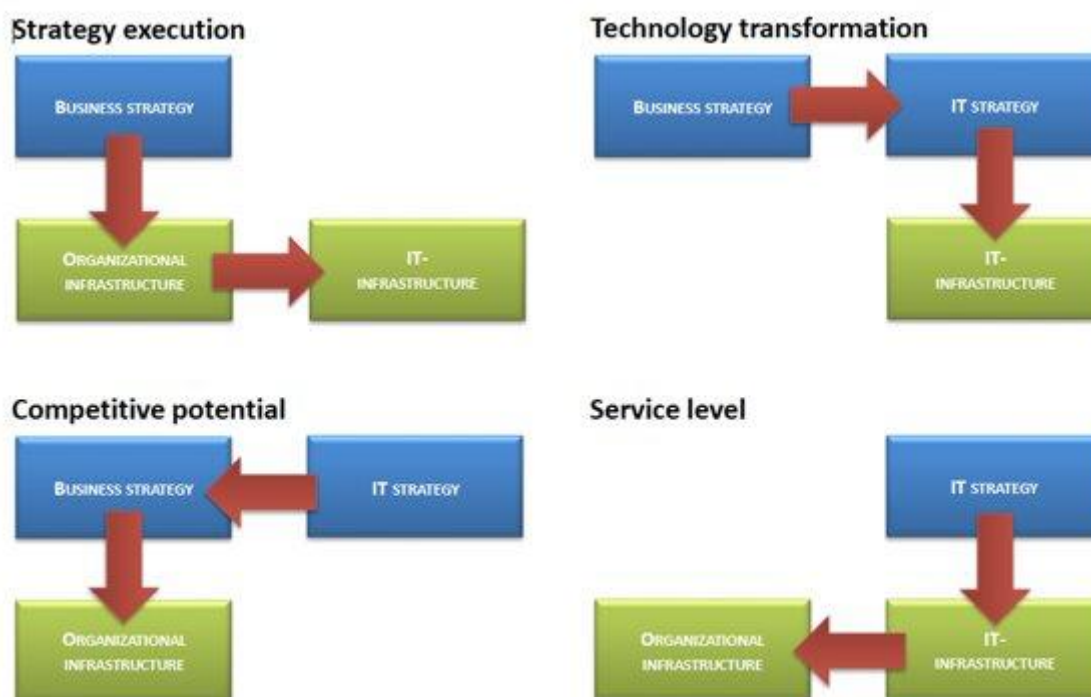 Strategy execution
BUSINESS STRATEGY
ORGANIZATIONAL
INFRASTRUCTURE
IT-
INFRASTRUCTURE
Technology transformation
BUSINESS STRATEGY
IT STRATEGY
IT-
INFRASTRUCTURE
Competitive potential
BUSINESS STRATEGY
IT STRATEGY
ORGANIZATIONAL
INFRASTRUCTURE
Service level
IT STRATEGY
ORGANIZATIONAL
INFRASTRUCTURE
IT-
INFRASTRUCTURE